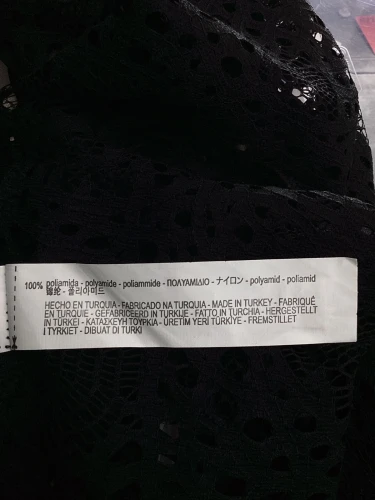 100% poliamida - polyamide - poliammide - ΠΟΛΥΑΜΙΔΙΟ - ナイロン - polyamid - poliamid
锦纶 - 폴리아미드
HECHO EN TURQUIA - FABRICADO NA TURQUIA - MADE IN TURKEY - FABRIQUÉ
EN TURQUIE - GEFABRICEERD IN TURKIJE - FATTO IN TURCHIA - HERGESTELLT
IN TÜRKEI - ΚΑΤΑΣΚΕΥΗ ΤΟΥΡΚΙΑ - ÜRETİM YERİ TÜRKİYE - FREMSTILLET
I TYRKIET - DIBUAT DI TURKI